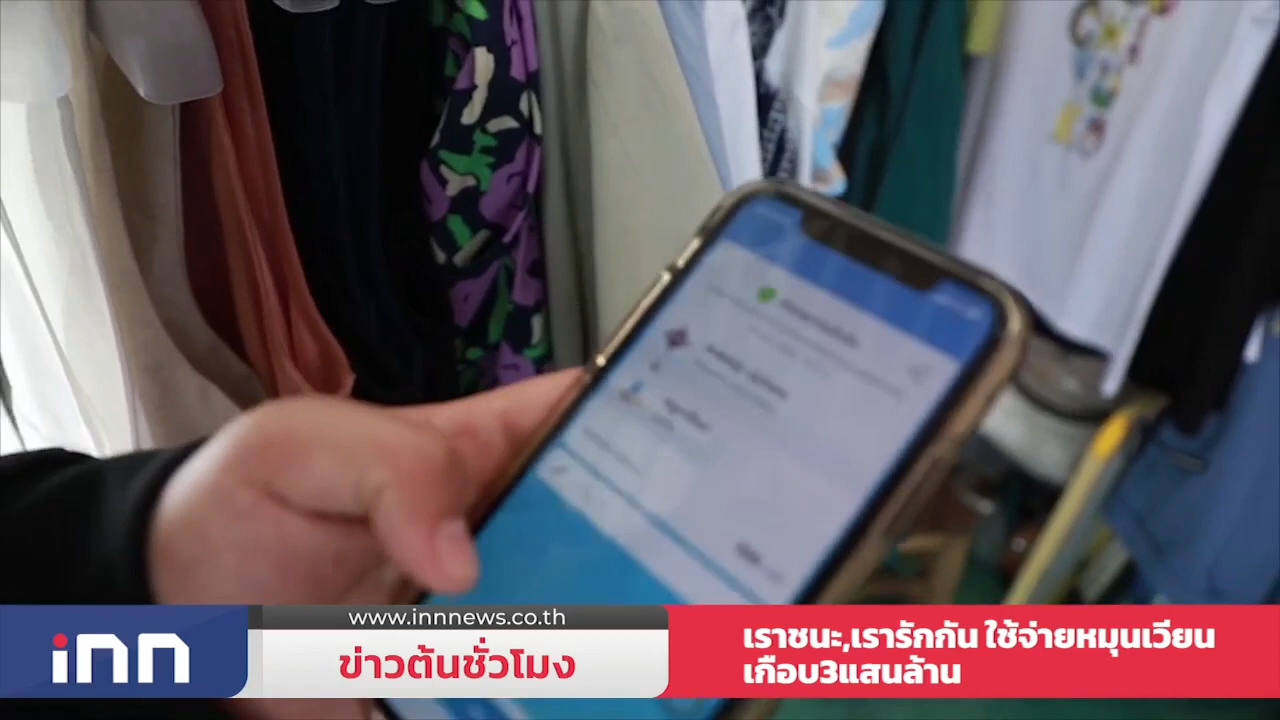 www.innnews.co.th
inn
ข่าวต้นชั่วโมง
เราชนะ,เรารักกัน ใช้จ่ายหมุนเวียน
เกือบ3แสนล้าน